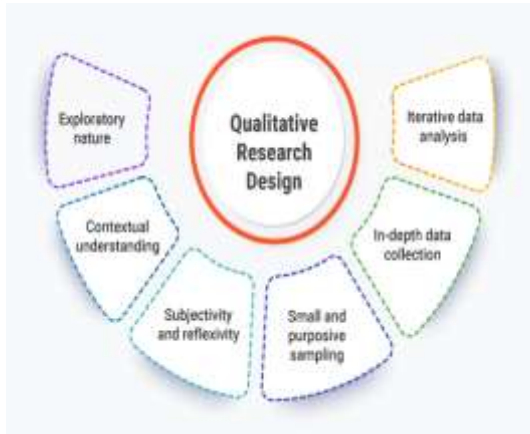 Qualitative
Research
Design
Exploratory
nature
Contextual
understanding
Subjectivity
and reflexivity
Small and
purposive
sampling
In-depth data
collection
Iterative data
analysis